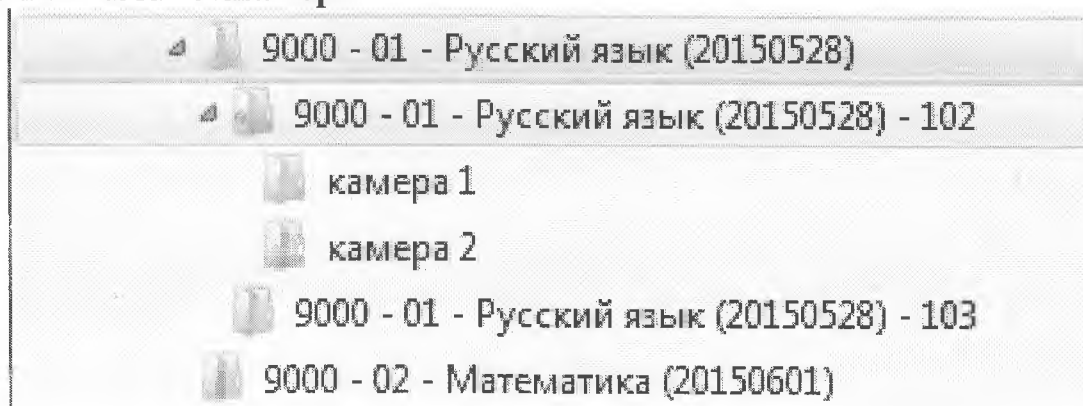 9000 - 01 - Русский язык (20150528)
9000 - 01 - Русский язык (20150528) - 102
камера 1
камера 2
9000 - 01 - Русский язык (20150528) - 103
9000 - 02 - Математика (20150601)